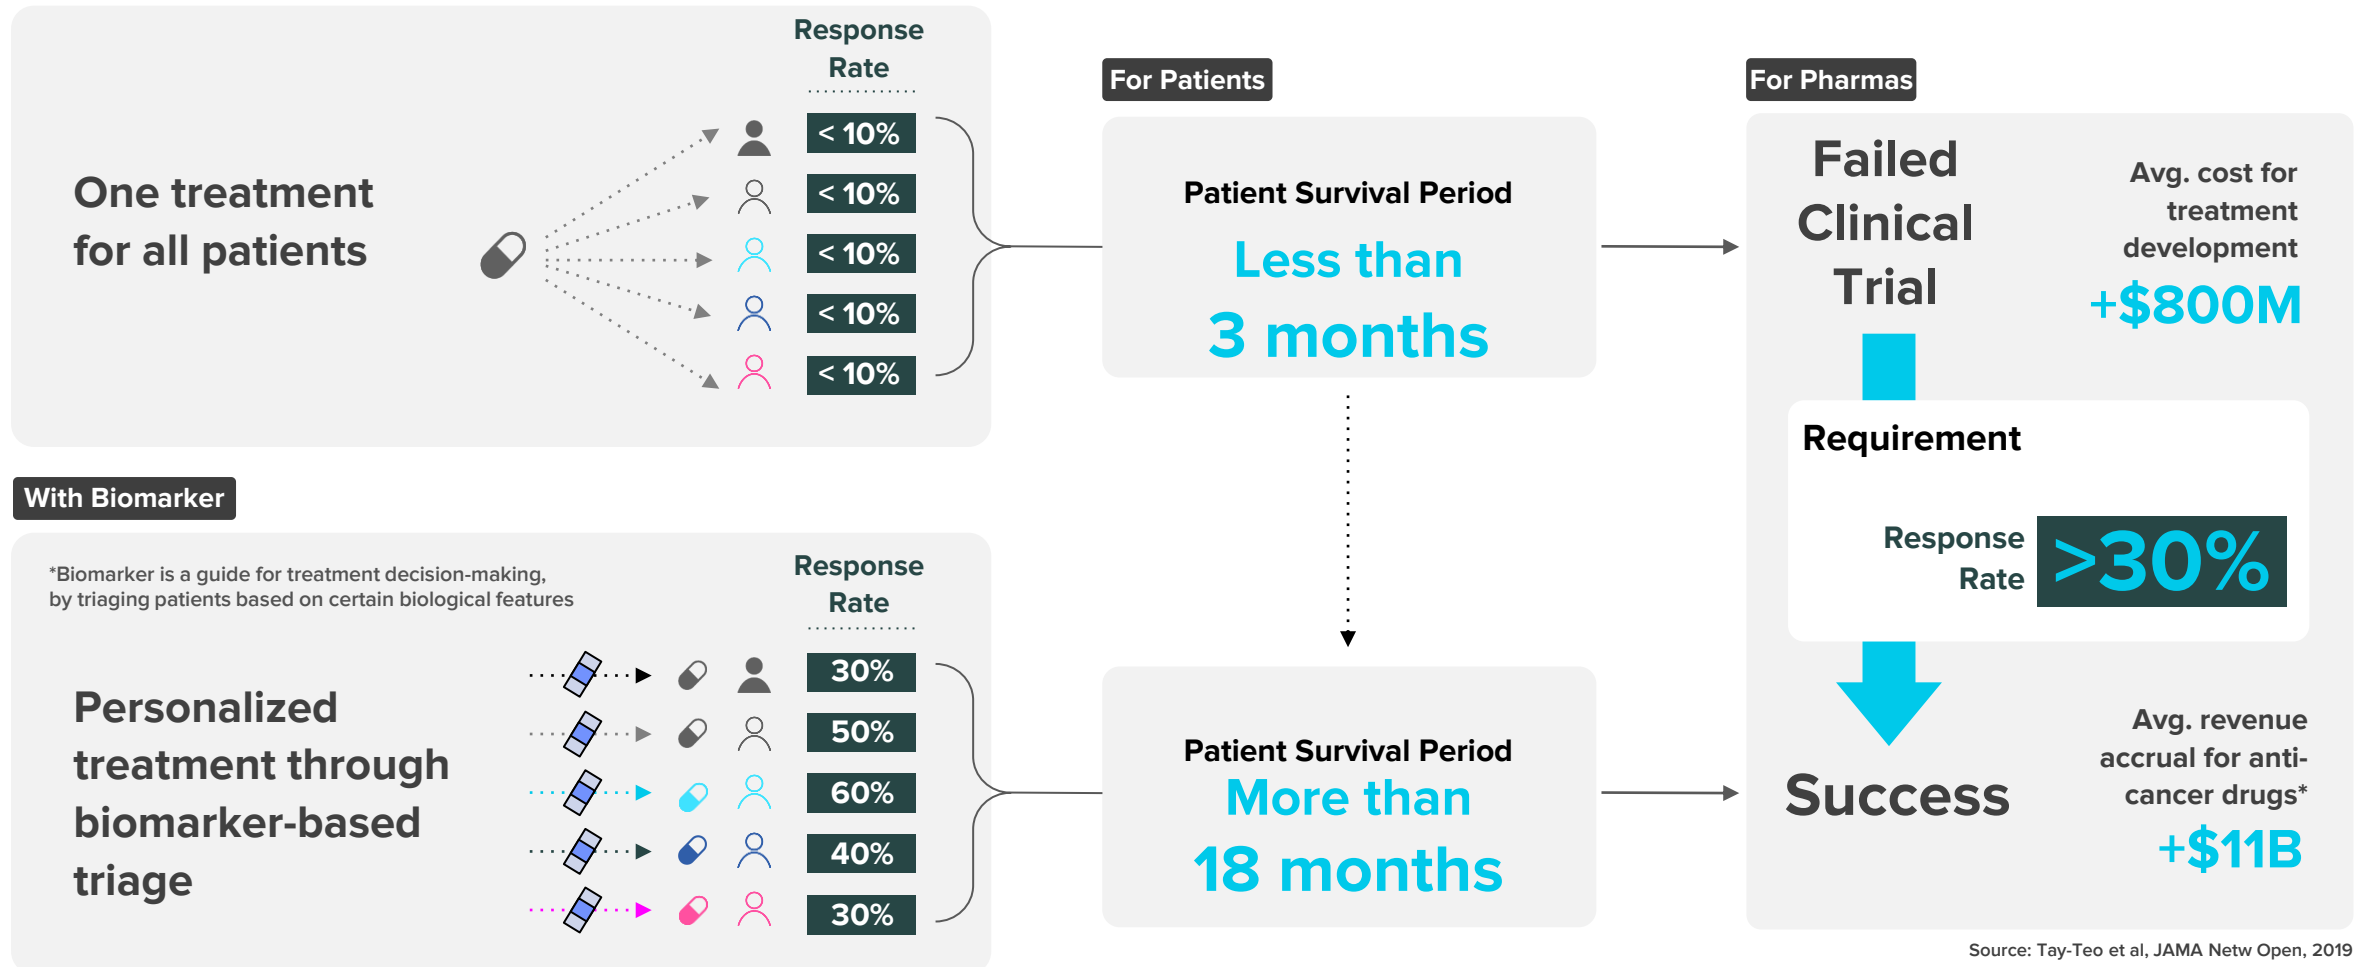 One treatment
for all patients
Response
Rate
< 10%
< 10%
< 10%
< 10%
< 10%
For Patients
Patient Survival Period
Less than
3 months
For Pharmas
Failed
Clinical
Trial
Avg. cost for
treatment
development
+$800M
Requirement
Response
Rate
>30%
With Biomarker
*Biomarker is a guide for treatment decision-making,
by triaging patients based on certain biological features
Personalized
treatment through
biomarker-based
triage
Response
Rate
30%
50%
60%
40%
30%
Patient Survival Period
More than
18 months
Success
Avg. revenue
accrual for anti-
cancer drugs*
+$11B
Source: Tay-Teo et al, JAMA Netw Open, 2019